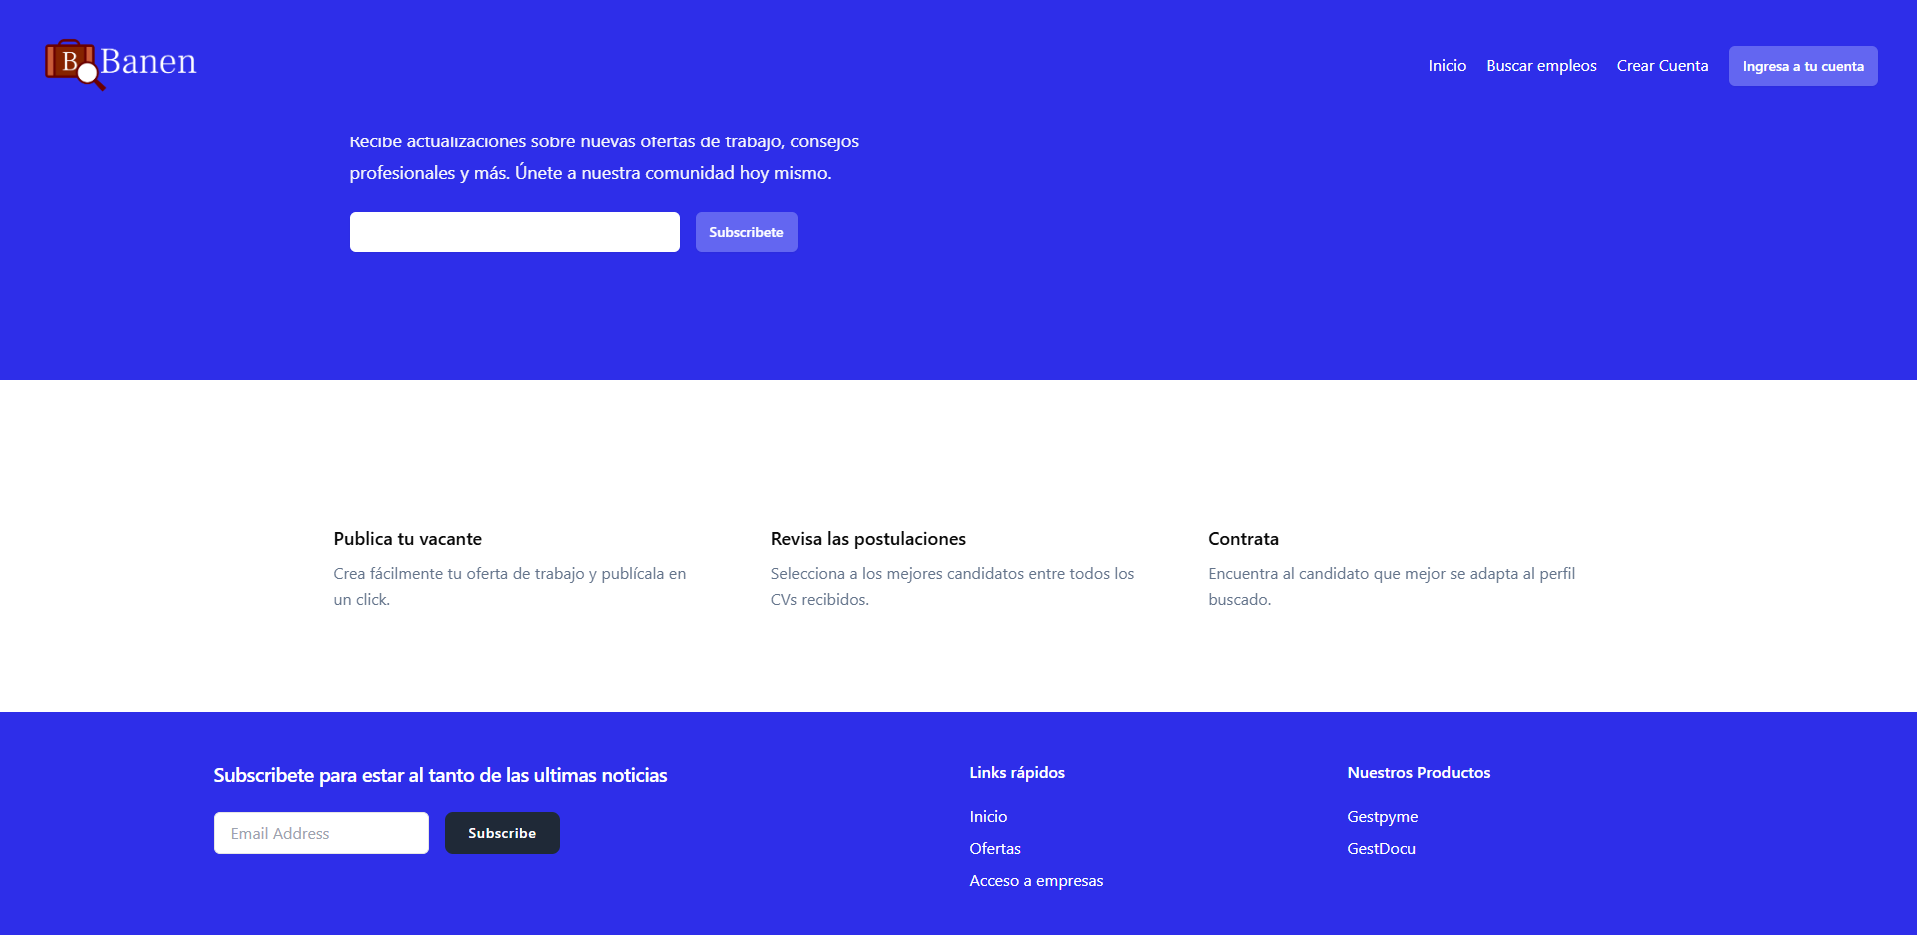 B Banen
Inicio
Buscar empleos
Crear Cuenta
Ingresa a tu cuenta
Recibe actualizaciones sobre nuevas ofertas de trabajo, consejos
profesionales y más. Únete a nuestra comunidad hoy mismo.
Subscribete
Publica tu vacante
Crea fácilmente tu oferta de trabajo y publícala en
un click.
Revisa las postulaciones
Selecciona a los mejores candidatos entre todos los
CVs recibidos.
Contrata
Encuentra al candidato que mejor se adapta al perfil
buscado.
Subscribete para estar al tanto de las ultimas noticias
Email Address
Subscribe
Links rápidos
Inicio
Ofertas
Acceso a empresas
Nuestros Productos
Gestpyme
GestDocu